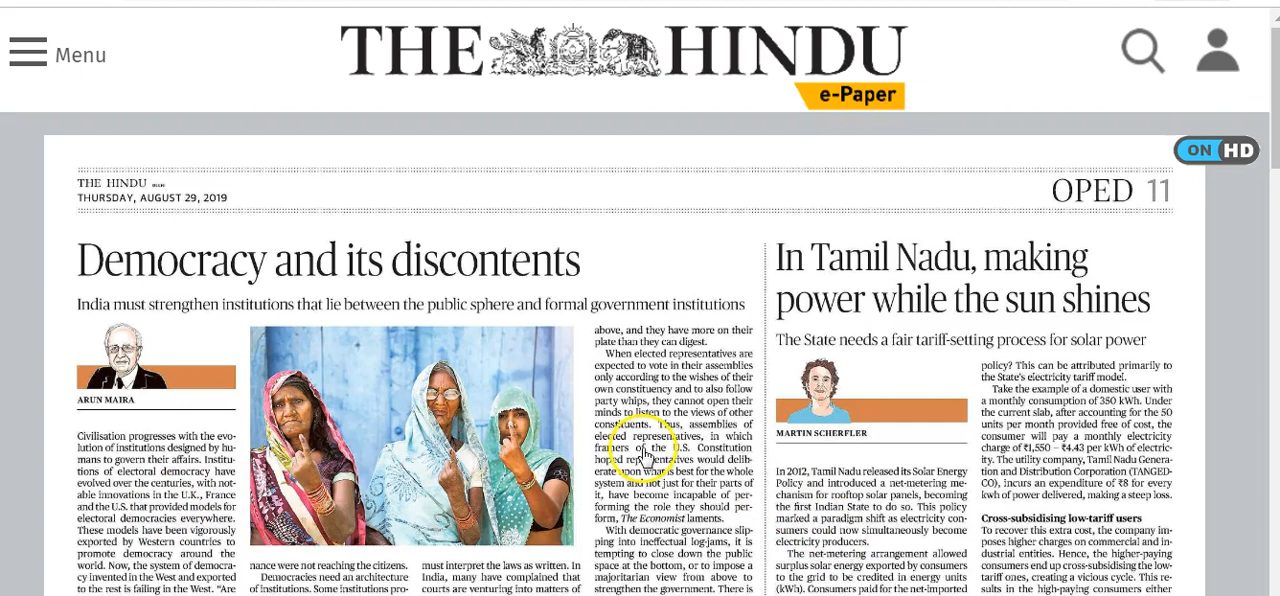 Menu
THE HINDU
e-Paper
ON HD
THE HINDU
THURSDAY, AUGUST 29, 2019
OPED 11
Democracy and its discontents
India must strengthen institutions that lie between the public sphere and formal government institutions
ARUN MAIRA
Civilisation progresses with the evo-
lution of institutions designed by hu-
mans to govern their affairs. Institu-
tions of electoral democracy have
evolved over the centuries, with not-
able innovations in the U.K., France
and the U.S. that provided models for
electoral democracies everywhere.
These models have been vigorously
exported by Western countries to
promote democracy around the
world. Now, the system of democra-
cy invented in the West and exported
to the rest is failing in the West. “Are
nance were not reaching the citizens.
Democracies need an architecture
of institutions. Some institutions pro-
must interpret the laws as written. In
India, many have complained that
courts are venturing into matters of
above, and they have more on their
plate than they can digest.
When elected representatives are
expected to vote in their assemblies
only according to the wishes of their
own constituency and to also follow
party whips, they cannot open their
minds to listen to the views of other
constituents. Thus, assemblies of
elected representatives, in which
framers of the U.S. Constitution
hoped representatives would delib-
erate upon what is best for the whole
system and not just for their parts of
it, have become incapable of per-
forming the role they should per-
form, The Economist laments.
With democratic governance slip-
ping into ineffectual log-jams, it is
tempting to close down the public
space at the bottom, or to impose a
majoritarian view from above to
strengthen the government. There is
In Tamil Nadu, making
power while the sun shines
The State needs a fair tariff-setting process for solar power
MARTIN SCHERFLER
In 2012, Tamil Nadu released its Solar Energy
Policy and introduced a net-metering me-
chanism for rooftop solar panels, becoming
the first Indian State to do so. This policy
marked a paradigm shift as electricity con-
sumers could now simultaneously become
electricity producers.
The net-metering arrangement allowed
surplus solar energy exported by consumers
to the grid to be credited in energy units
(kWh). Consumers paid for the net-imported
policy? This can be attributed primarily to
the State's electricity tariff model.
Take the example of a domestic user with
a monthly consumption of 350 kWh. Under
the current slab, after accounting for the 50
units per month provided free of cost, the
consumer will pay a monthly electricity
charge of ₹1,550 – ₹4.43 per kWh of electric-
ity. The utility company, Tamil Nadu Genera-
tion and Distribution Corporation (TANGED-
CO), incurs an expenditure of ₹8 for every
kwh of power delivered, making a steep loss.
Cross-subsidising low-tariff users
To recover this extra cost, the company im-
poses higher charges on commercial and in-
dustrial entities. Hence, the higher-paying
consumers end up cross-subsidising the low-
tariff ones, creating a vicious cycle. This re-
sults in the high-paying consumers either